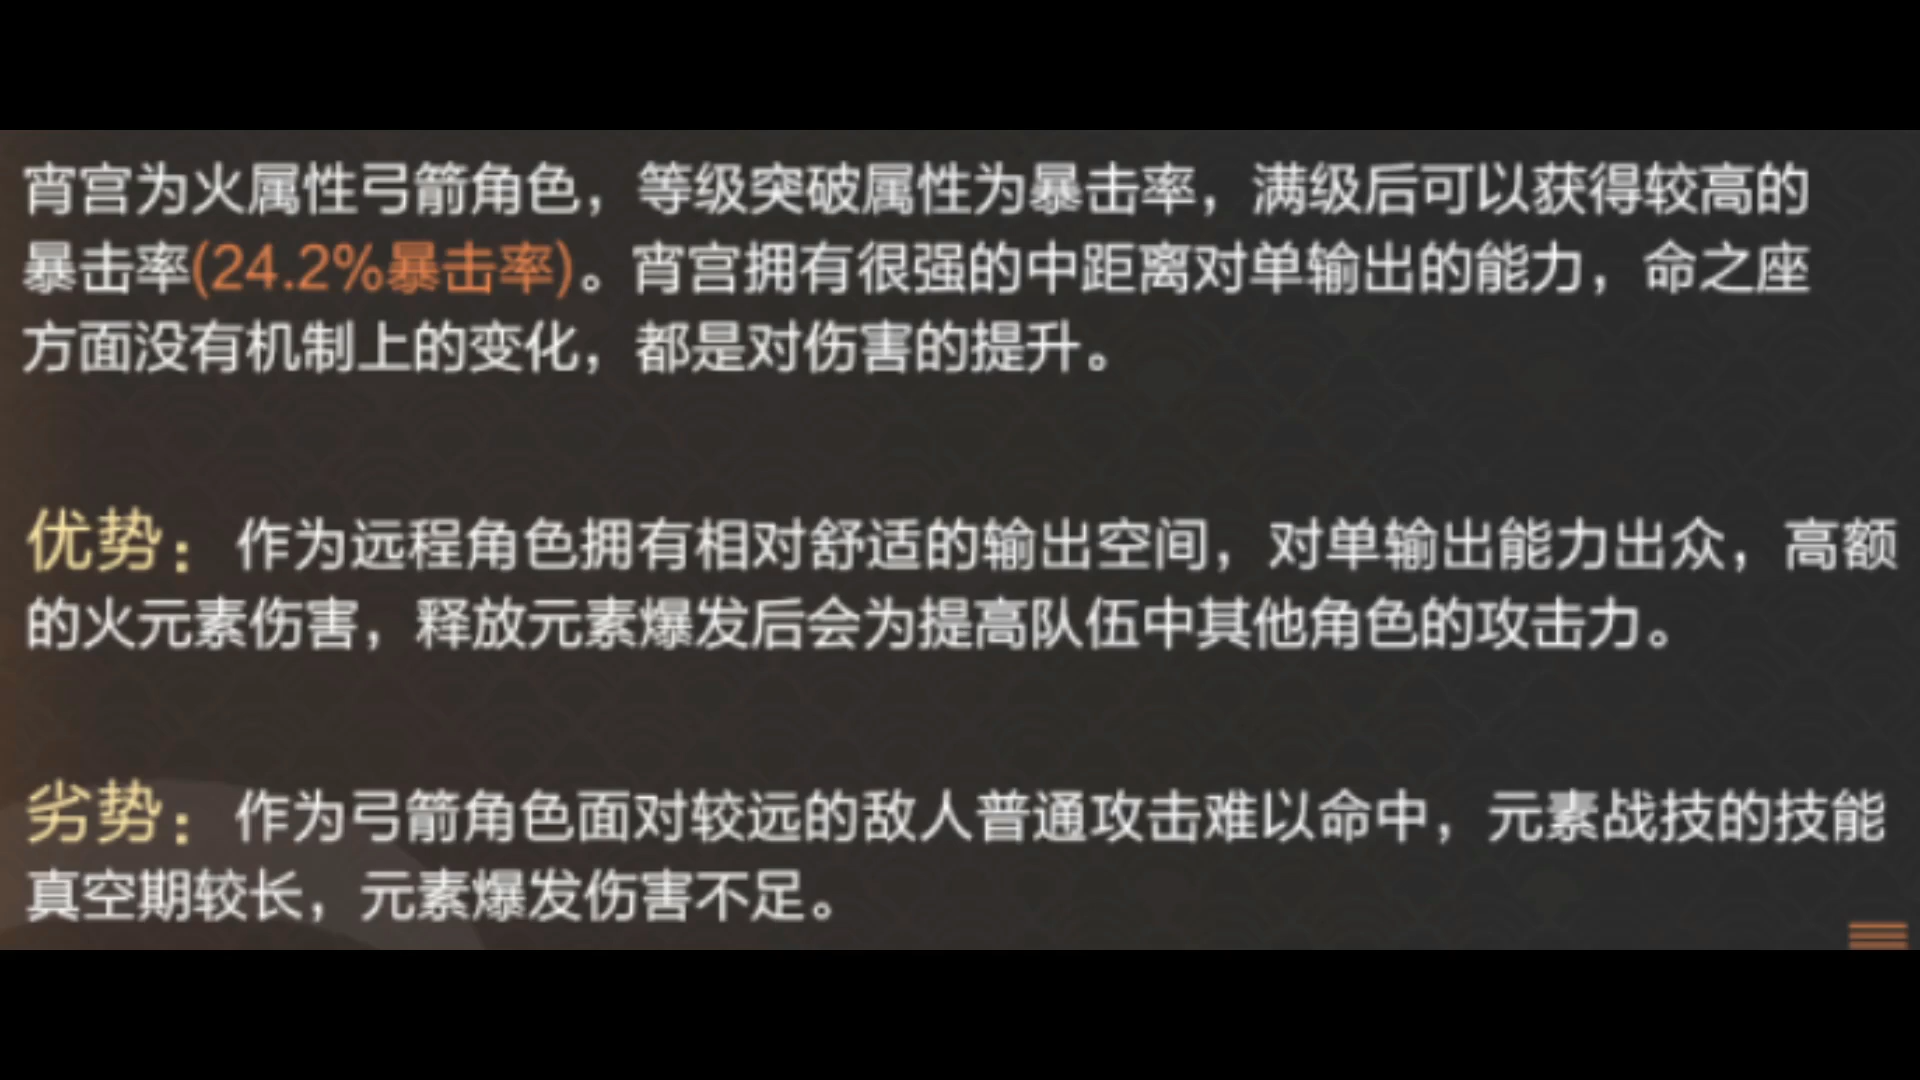 宵宫为火属性弓箭角色，等级突破属性为暴击率，满级后可以获得较高的
暴击率(24.2%暴击率)。宵宫拥有很强的中距离对单输出的能力，命之座
方面没有机制上的变化，都是对伤害的提升。
优势：作为远程角色拥有相对舒适的输出空间，对单输出能力出众，高额
的火元素伤害，释放元素爆发后会为提高队伍中其他角色的攻击力。
劣势：作为弓箭角色面对较远的敌人普通攻击难以命中，元素战技的技能
真空期较长，元素爆发伤害不足。